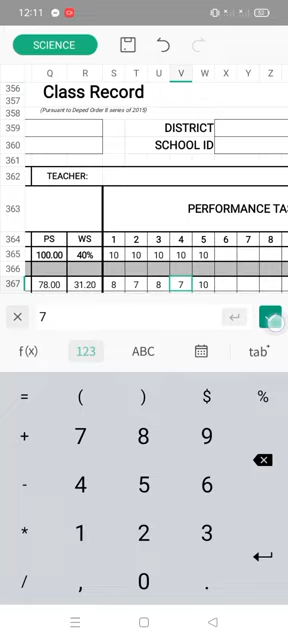 12:11
52
SCIENCE
Q R S T U V W X Y Z
356 Class Record
357
358 (Pursuant to Deped Order 8 series of 2015)
359 DISTRICT
360 SCHOOL ID
361
362 TEACHER:
363 PERFORMANCE TAS
364 PS WS 1 2 3 4 5 6 7 8
365 100.00 40% 10 10 10 10 10
366
367 78.00 31.20 8 7 8 7 10
7
f(x) 123 ABC tab
= ( ) $ %
+ 7 8 9
- 4 5 6
* 1 2 3
/ , 0 .